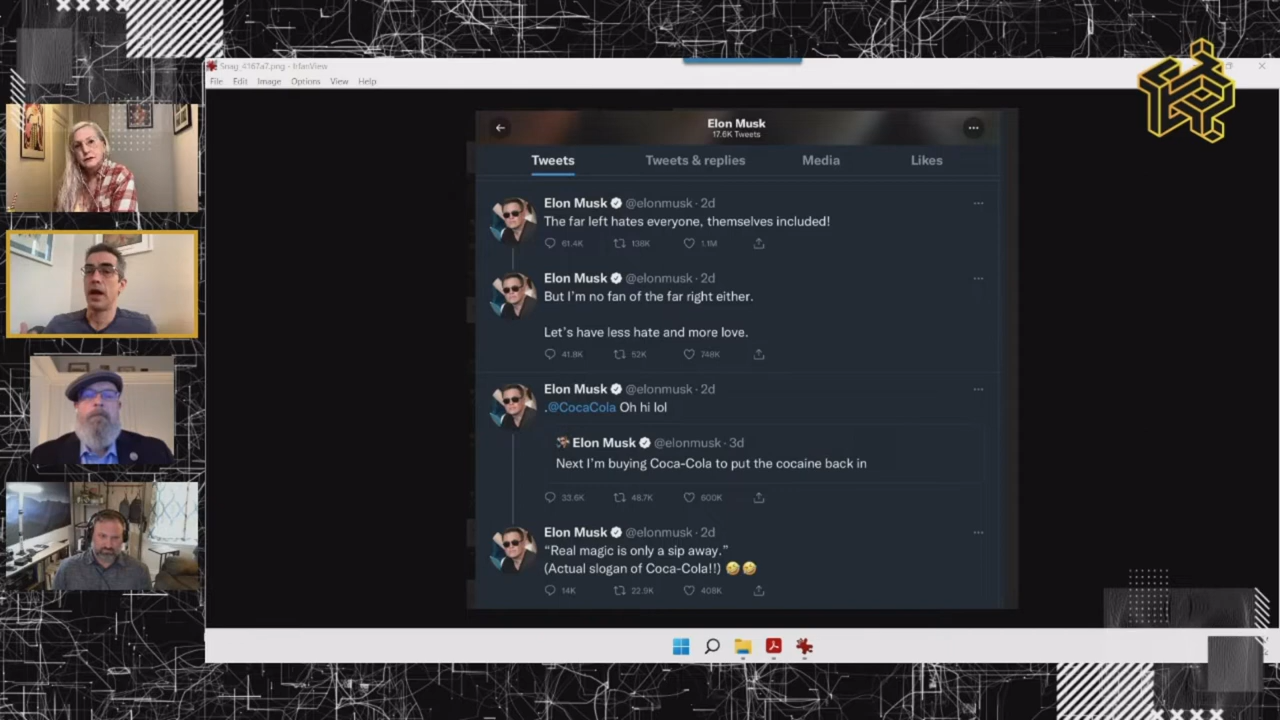 Snag_4167a7.png - IrfanView
File Edit Image Options View Help
Elon Musk
17.6K Tweets
Tweets Tweets & replies Media Likes
Elon Musk @elonmusk · 2d
The far left hates everyone, themselves included!
61.4K 138K 1.1M
Elon Musk @elonmusk · 2d
But I’m no fan of the far right either.
Let’s have less hate and more love.
41.8K 52K 748K
Elon Musk @elonmusk · 2d
.@CocaCola Oh hi lol
Elon Musk @elonmusk · 3d
Next I’m buying Coca-Cola to put the cocaine back in
33.6K 48.7K 600K
Elon Musk @elonmusk · 2d
“Real magic is only a sip away.”
(Actual slogan of Coca-Cola!!) 🤣🤣
14K 22.9K 408K